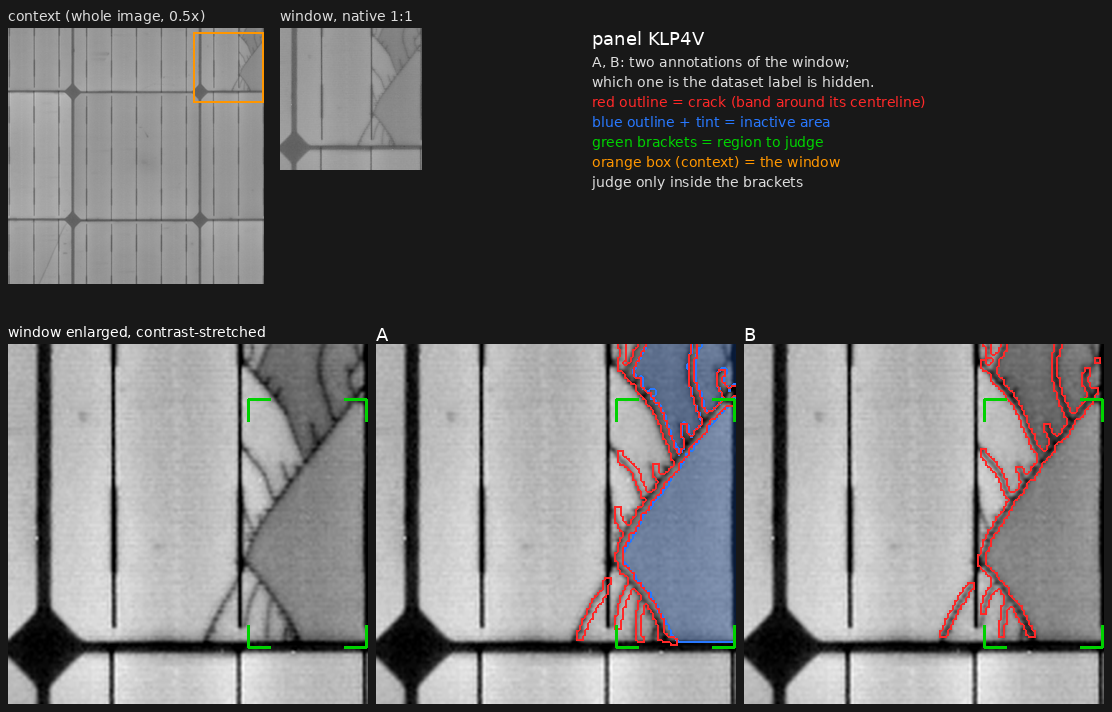 context (whole image, 0.5x)
window, native 1:1
panel KLP4V
A, B: two annotations of the window;
which one is the dataset label is hidden.
red outline = crack (band around its centreline)
blue outline + tint = inactive area
green brackets = region to judge
orange box (context) = the window
judge only inside the brackets
window enlarged, contrast-stretched
A
B